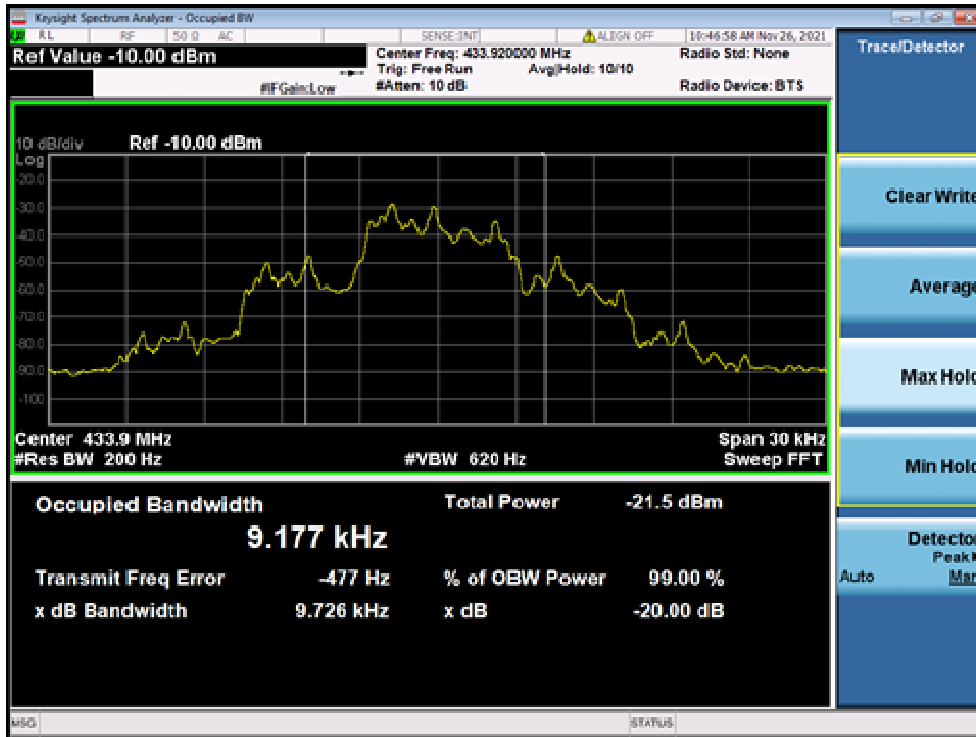 Keysight Spectrum Analyzer - Occupied BW
RL RF 50 Ω AC SENSE:INT ALIGN OFF 10:46:58 AM Nov 26, 2021
Ref Value -10.00 dBm
Center Freq: 433.920000 MHz
Radio Std: None
Trig: Free Run Avg|Hold: 10/10
#IFGain:Low
#Atten: 10 dB
Radio Device: BTS
Trace/Detector
10 dB/div Ref -10.00 dBm
Log
-20.0
-30.0
-40.0
-50.0
-60.0
-70.0
-80.0
-90.0
-100
Center 433.9 MHz
Span 30 kHz
#Res BW 200 Hz
#VBW 620 Hz
Sweep FFT
Occupied Bandwidth
Total Power -21.5 dBm
9.177 kHz
Transmit Freq Error -477 Hz
% of OBW Power 99.00 %
x dB Bandwidth 9.726 kHz
x dB -20.00 dB
Clear Write
Average
Max Hold
Min Hold
Detector
Peak
Auto Man
MSG
STATUS